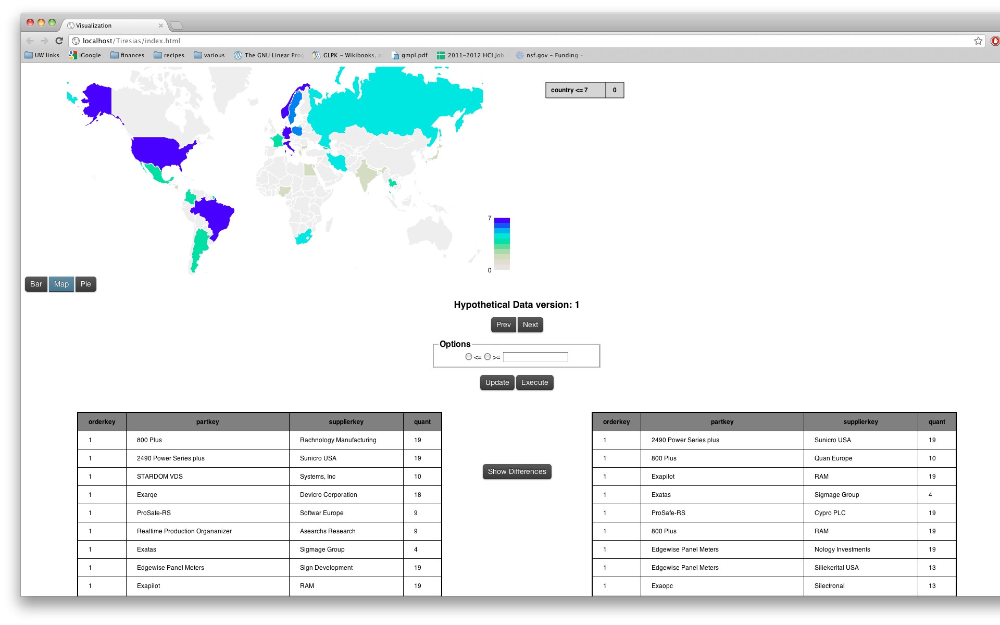 Visualization
localhost/Tiresias/index.html
UW links iGoogle finances recipes various The GNU Linear Prog GLPK – Wikibooks, o gmpl.pdf 2011–2012 HCI Job nsf.gov – Funding –
country <= 7 0
7
0
Bar Map Pie
Hypothetical Data version: 1
Prev Next
Options
<= >=
Update Execute
orderkey partkey supplierkey quant
1 800 Plus Rachnology Manufacturing 19
1 2490 Power Series plus Sunicro USA 19
1 STARDOM VDS Systems, Inc 10
1 Exarqe Devicro Corporation 18
1 ProSafe-RS Softwar Europe 9
1 Realtime Production Organanizer Asearchs Research 9
1 Exatas Sigmage Group 4
1 Edgewise Panel Meters Sign Development 19
1 Exapilot RAM 19
Show Differences
orderkey partkey supplierkey quant
1 2490 Power Series plus Sunicro USA 19
1 800 Plus Quan Europe 10
1 Exapilot RAM 19
1 Exatas Sigmage Group 4
1 ProSafe-RS Cypro PLC 19
1 800 Plus RAM 19
1 Edgewise Panel Meters Nology Investments 19
1 Edgewise Panel Meters Siliekerital USA 13
1 Exaopc Silectronal 13